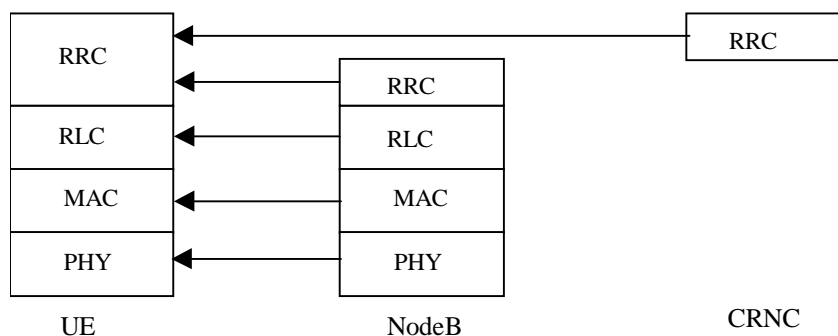 RRC
RRC
RRC
RLC
RLC
MAC
MAC
PHY
PHY
UE
NodeB
CRNC